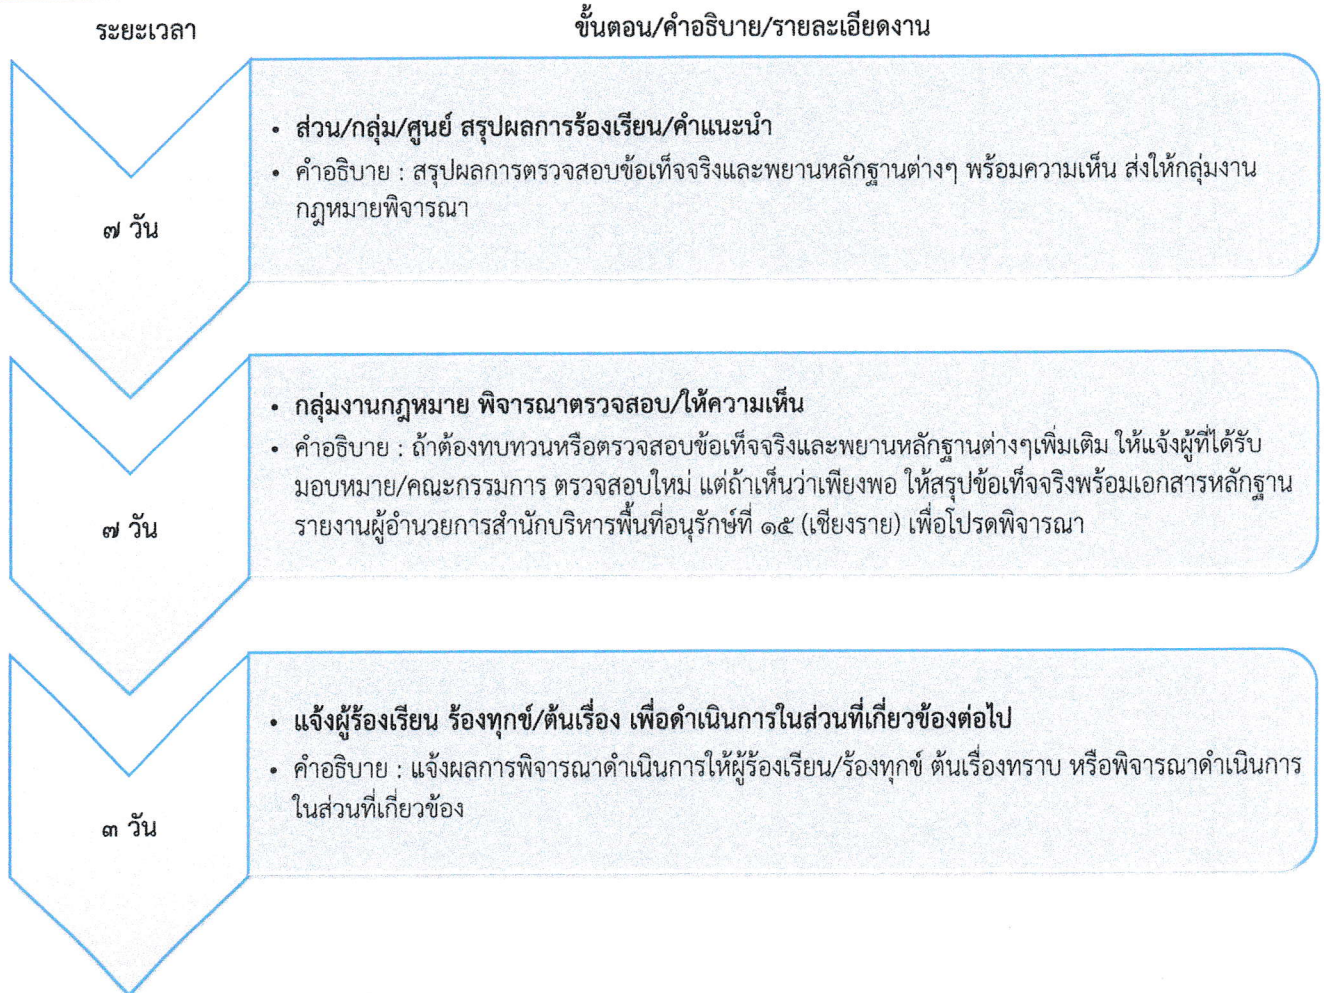 ระยะเวลา
ขั้นตอน/คำอธิบาย/รายละเอียดงาน
• ส่วน/กลุ่ม/ศูนย์ สรุปผลการร้องเรียน/คำแนะนำ
• คำอธิบาย : สรุปผลการตรวจสอบข้อเท็จจริงและพยานหลักฐานต่างๆ พร้อมความเห็น ส่งให้กลุ่มงาน
กฎหมายพิจารณา
๗ วัน
• กลุ่มงานกฎหมาย พิจารณาตรวจสอบ/ให้ความเห็น
• คำอธิบาย : ถ้าต้องทบทวนหรือตรวจสอบข้อเท็จจริงและพยานหลักฐานต่างๆเพิ่มเติม ให้แจ้งผู้ที่ได้รับ
มอบหมาย/คณะกรรมการ ตรวจสอบใหม่ แต่ถ้าเห็นว่าเพียงพอ ให้สรุปข้อเท็จจริงพร้อมเอกสารหลักฐาน
รายงานผู้อำนวยการสำนักบริหารพื้นที่อนุรักษ์ที่ ๑๕ (เชียงราย) เพื่อโปรดพิจารณา
๗ วัน
• แจ้งผู้ร้องเรียน ร้องทุกข์/ต้นเรื่อง เพื่อดำเนินการในส่วนที่เกี่ยวข้องต่อไป
• คำอธิบาย : แจ้งผลการพิจารณาดำเนินการให้ผู้ร้องเรียน/ร้องทุกข์ ต้นเรื่องทราบ หรือพิจารณาดำเนินการ
ในส่วนที่เกี่ยวข้อง
๓ วัน